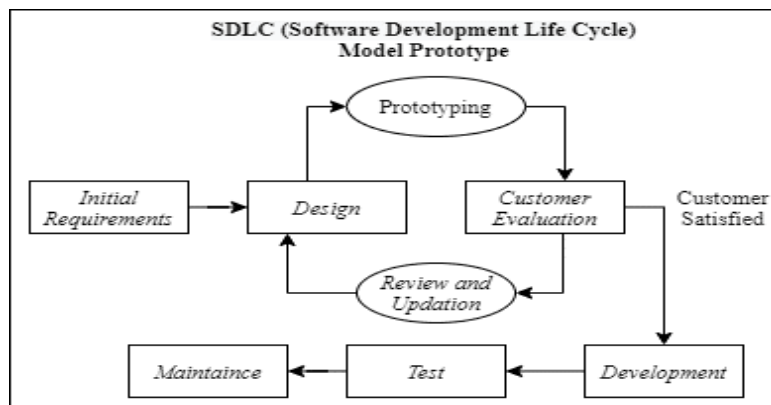 SDLC (Software Development Life Cycle)
Model Prototype
Prototyping
Initial
Requirements
Design
Customer
Evaluation
Customer
Satisfied
Review and
Updation
Maintaince
Test
Development